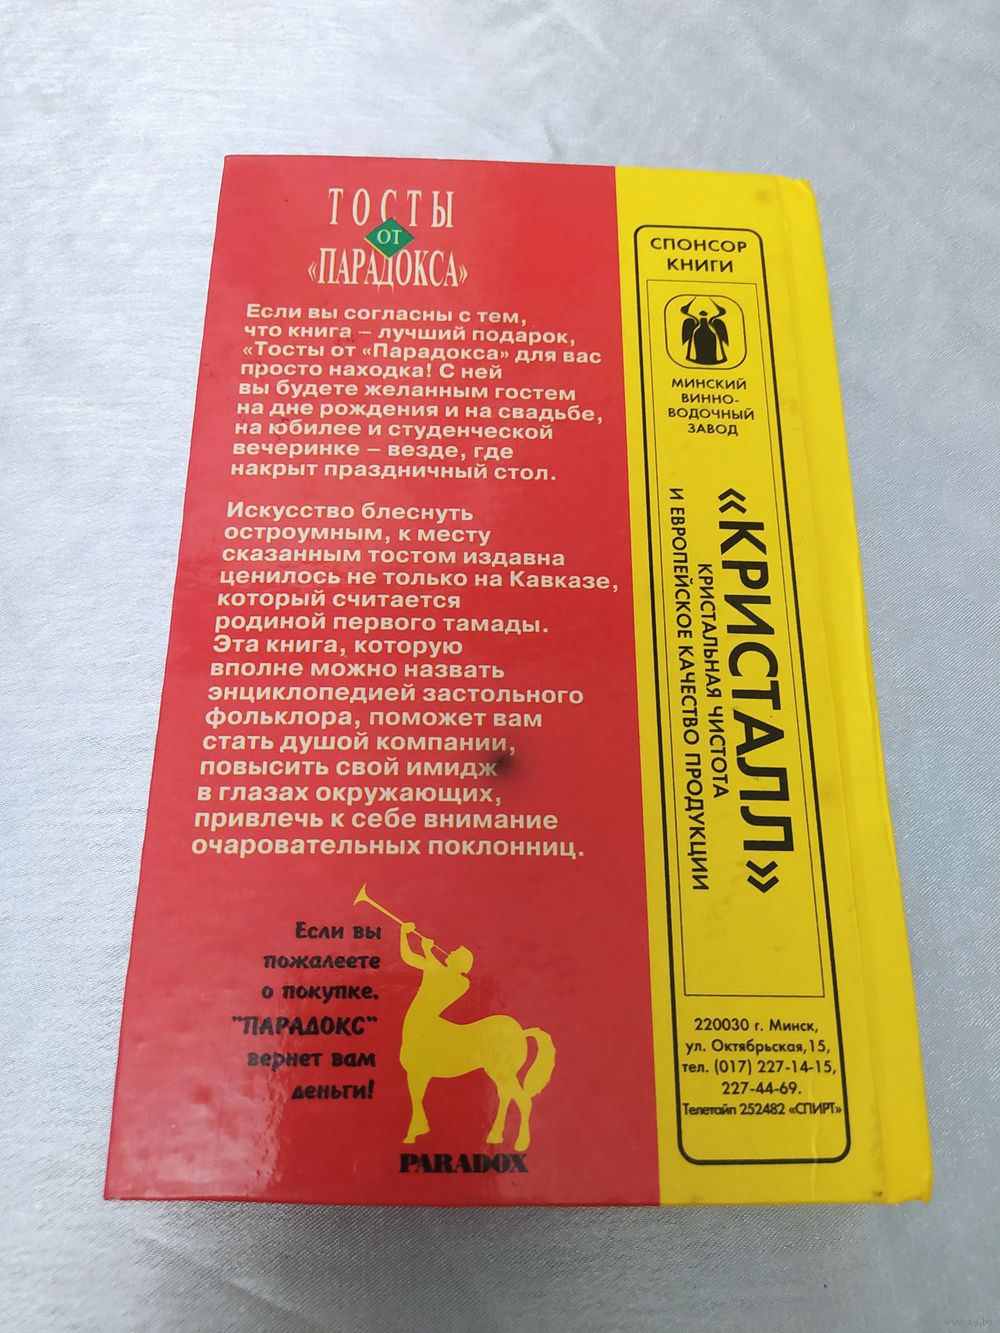 ТОСТЫ
ОТ
«ПАРАДОКСА»
Если вы согласны с тем,
что книга – лучший подарок,
«Тосты от «Парадокса» для вас
просто находка! С ней
вы будете желанным гостем
на дне рождения и на свадьбе,
на юбилее и студенческой
вечеринке – везде, где
накрыт праздничный стол.
Искусство блеснуть
остроумным, к месту
сказанным тостом издавна
ценилось не только на Кавказе,
который считается
родиной первого тамады.
Эта книга, которую
вполне можно назвать
энциклопедией застольного
фольклора, поможет вам
стать душой компании,
повысить свой имидж
в глазах окружающих,
привлечь к себе внимание
очаровательных поклонниц.
Если вы
пожалеете
о покупке.
"ПАРАДОКС"
вернет вам
деньги!
PARADOX
СПОНСОР
КНИГИ
МИНСКИЙ
ВИННО-
ВОДОЧНЫЙ
ЗАВОД
«КРИСТАЛЛ»
КРИСТАЛЬНАЯ ЧИСТОТА
И ЕВРОПЕЙСКОЕ КАЧЕСТВО ПРОДУКЦИИ
220030 г. Минск,
ул. Октябрьская,15,
тел. (017) 227-14-15,
227-44-69.
Телетайп 252482 «СПИРТ»
www.ay.by